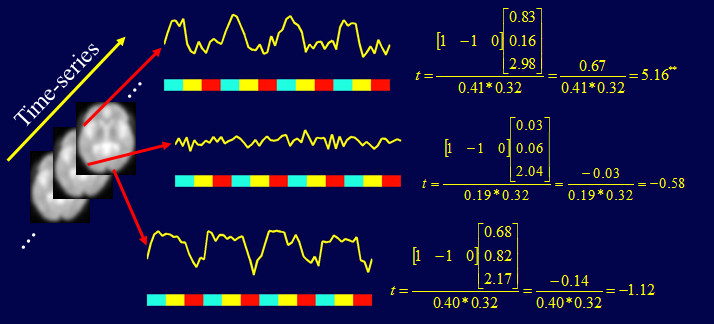 Time-series
t = [1 −1 0] [0.83 0.16 2.98] / 0.41*0.32 = 0.67 / 0.41*0.32 = 5.16**
t = [1 −1 0] [0.03 0.06 2.04] / 0.19*0.32 = −0.03 / 0.19*0.32 = −0.58
t = [1 −1 0] [0.68 0.82 2.17] / 0.40*0.32 = −0.14 / 0.40*0.32 = −1.12